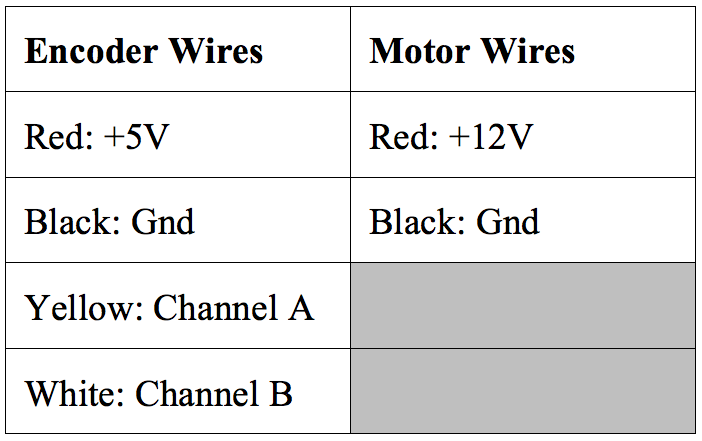 Encoder Wires
Motor Wires
Red: +5V
Red: +12V
Black: Gnd
Black: Gnd
Yellow: Channel A
White: Channel B